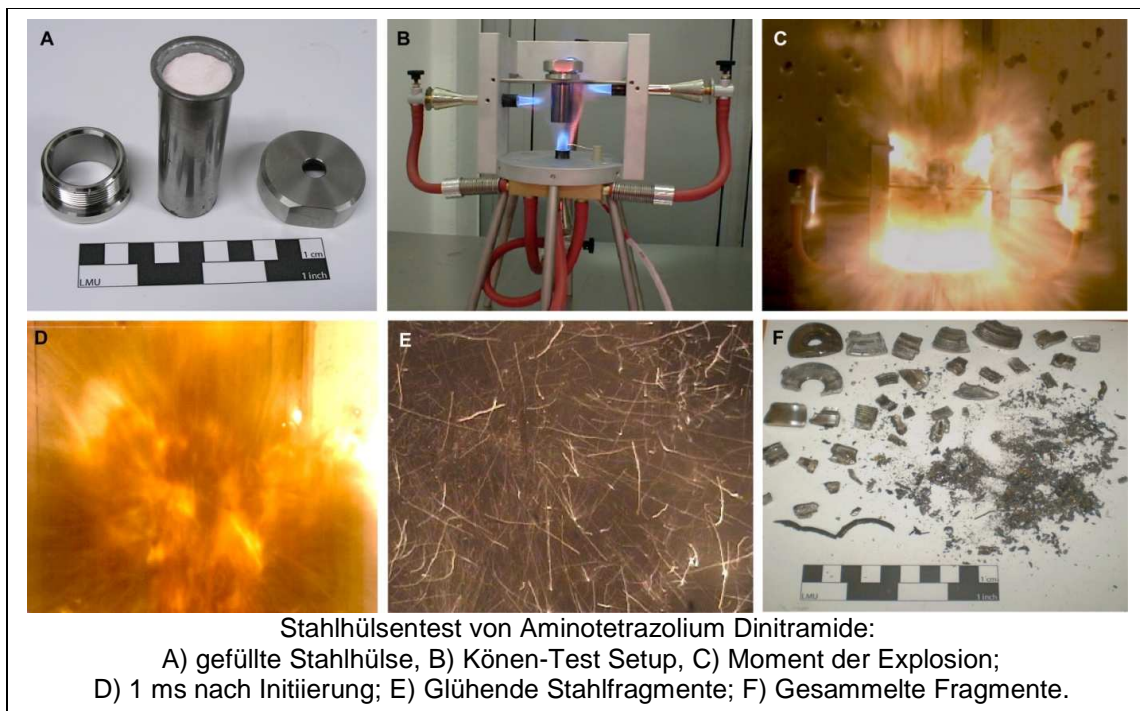 A
B
C
LMU
1 cm
1 inch
D
E
F
LMU
1 cm
1 inch
Stahlhülsentest von Aminotetrazolium Dinitramide:
A) gefüllte Stahlhülse, B) Könen-Test Setup, C) Moment der Explosion;
D) 1 ms nach Initiierung; E) Glühende Stahlfragmente; F) Gesammelte Fragmente.